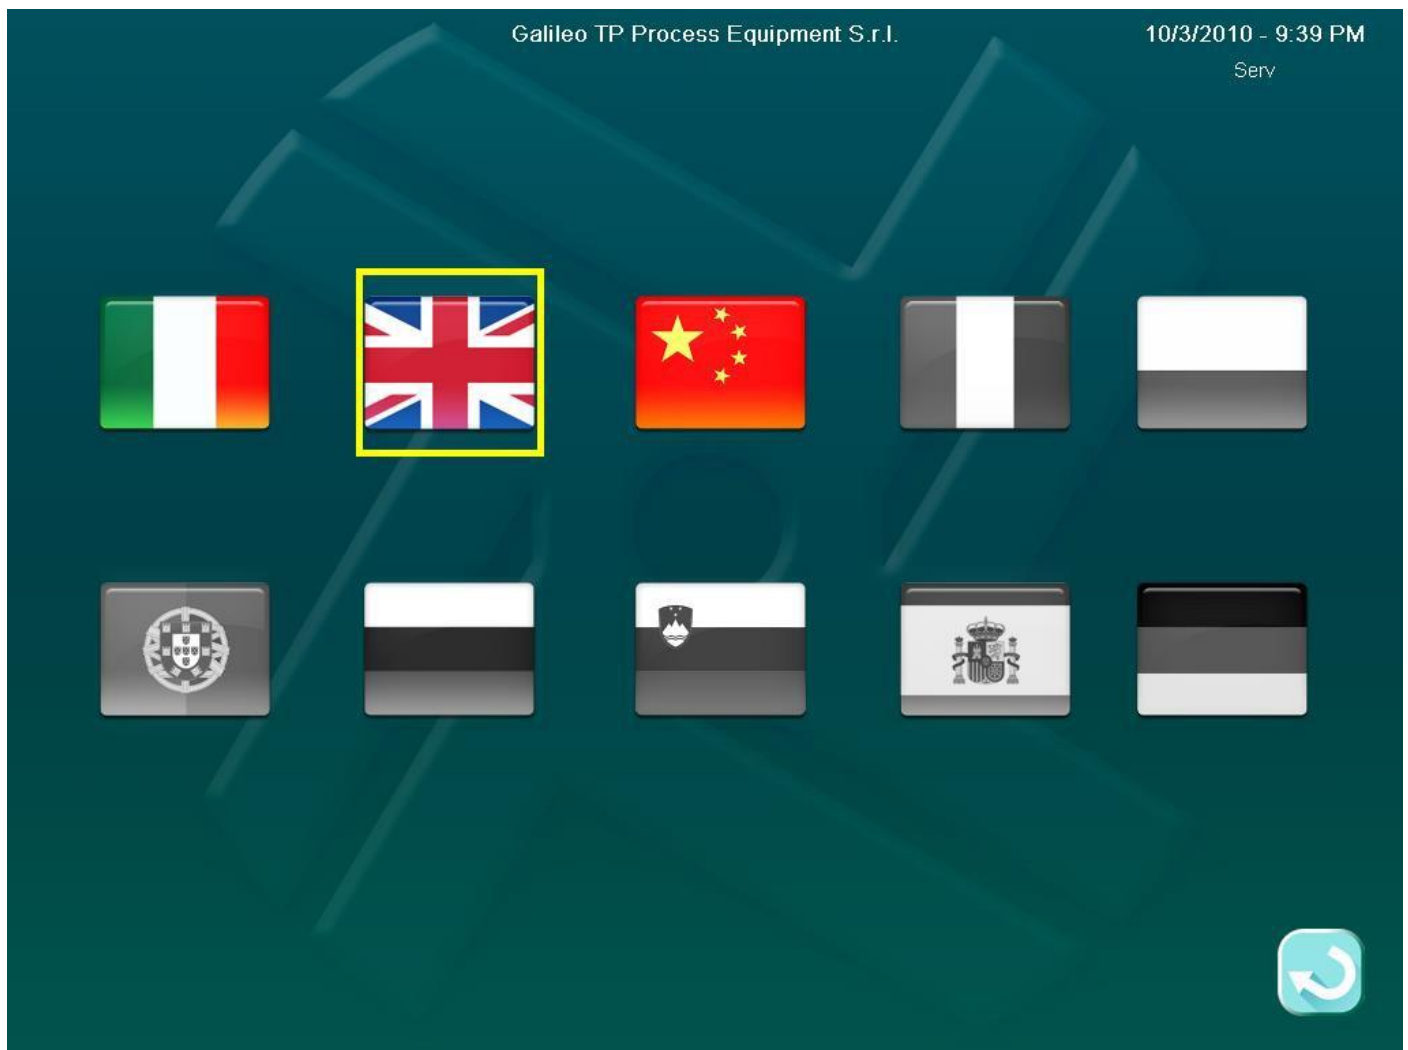 Galileo TP Process Equipment S.r.l.
10/3/2010 - 9:39 PM
Serv